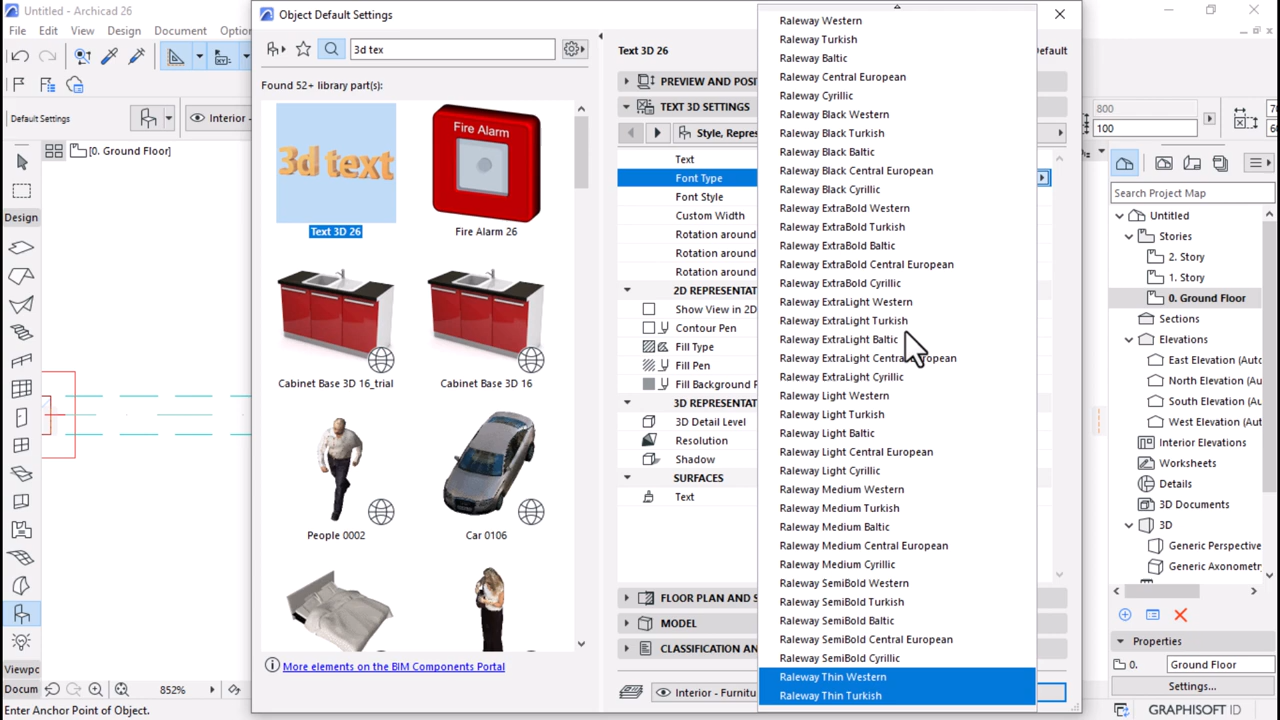 Untitled - Archicad 26
File
Edit
View
Design
Document
Default Settings
Interior -
[0. Ground Floor]
Design
Viewpc
Docum
852%
Enter Anchor Point of Object.
Object Default Settings
3d tex
Found 52+ library part(s):
3d text
Text 3D 26
Fire Alarm
Fire Alarm 26
Cabinet Base 3D 16_trial
Cabinet Base 3D 16
People 0002
Car 0106
More elements on the BIM Components Portal
Text 3D 26
Default
PREVIEW AND POSI
TEXT 3D SETTINGS
Style, Repres
Text
Font Type
Font Style
Custom Width
Rotation around
Rotation around
Rotation around
2D REPRESENTAT
Show View in 2D
Contour Pen
Fill Type
Fill Pen
Fill Background P
3D REPRESENTAT
3D Detail Level
Resolution
Shadow
SURFACES
Text
FLOOR PLAN AND S
MODEL
CLASSIFICATION AN
Interior - Furnitu
Raleway Western
Raleway Turkish
Raleway Baltic
Raleway Central European
Raleway Cyrillic
Raleway Black Western
Raleway Black Turkish
Raleway Black Baltic
Raleway Black Central European
Raleway Black Cyrillic
Raleway ExtraBold Western
Raleway ExtraBold Turkish
Raleway ExtraBold Baltic
Raleway ExtraBold Central European
Raleway ExtraBold Cyrillic
Raleway ExtraLight Western
Raleway ExtraLight Turkish
Raleway ExtraLight Baltic
Raleway ExtraLight Central European
Raleway ExtraLight Cyrillic
Raleway Light Western
Raleway Light Turkish
Raleway Light Baltic
Raleway Light Central European
Raleway Light Cyrillic
Raleway Medium Western
Raleway Medium Turkish
Raleway Medium Baltic
Raleway Medium Central European
Raleway Medium Cyrillic
Raleway SemiBold Western
Raleway SemiBold Turkish
Raleway SemiBold Baltic
Raleway SemiBold Central European
Raleway SemiBold Cyrillic
Raleway Thin Western
Raleway Thin Turkish
800
100
Search Project Map
Untitled
Stories
2. Story
1. Story
0. Ground Floor
Sections
Elevations
East Elevation (Auto
North Elevation (Aut
South Elevation (Aut
West Elevation (Aut
Interior Elevations
Worksheets
Details
3D Documents
3D
Generic Perspective
Generic Axonometr
Properties
0.
Ground Floor
Settings...
GRAPHISOFT ID